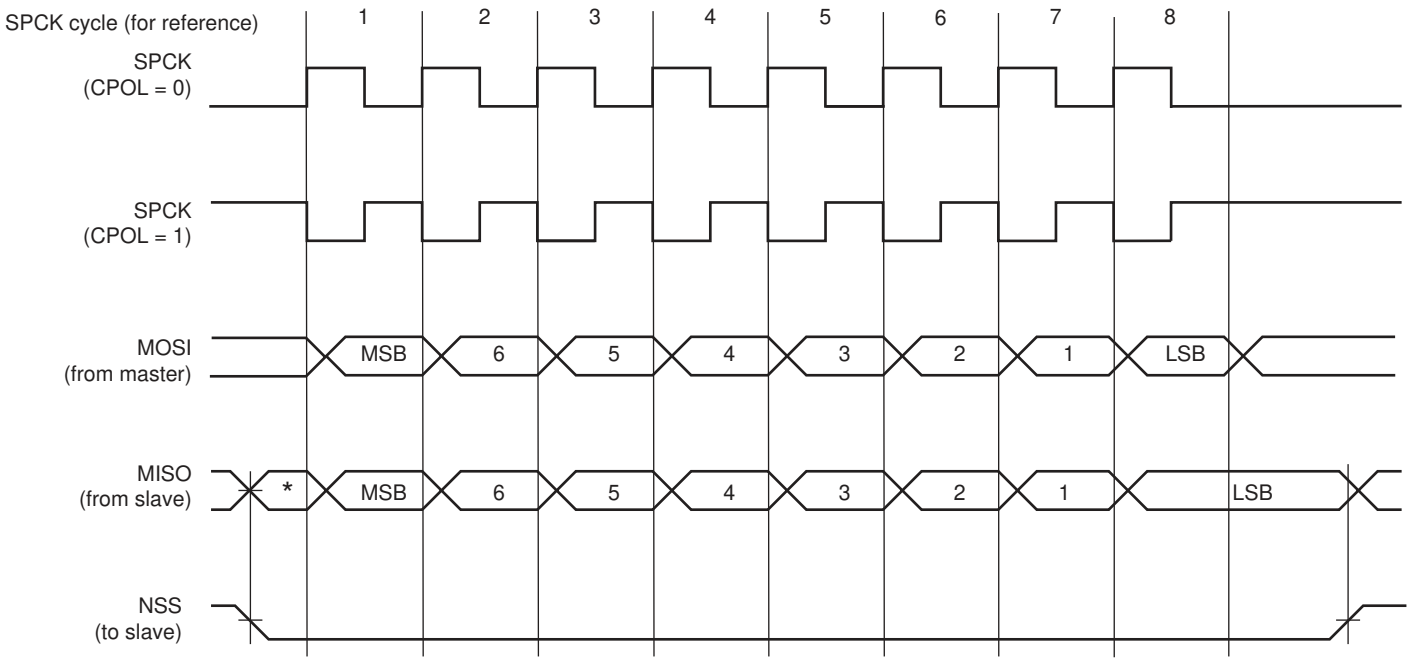 SPCK cycle (for reference) 1 2 3 4 5 6 7 8
SPCK
(CPOL = 0)
SPCK
(CPOL = 1)
MOSI
(from master)
MSB 6 5 4 3 2 1 LSB
MISO
(from slave)
* MSB 6 5 4 3 2 1 LSB
NSS
(to slave)